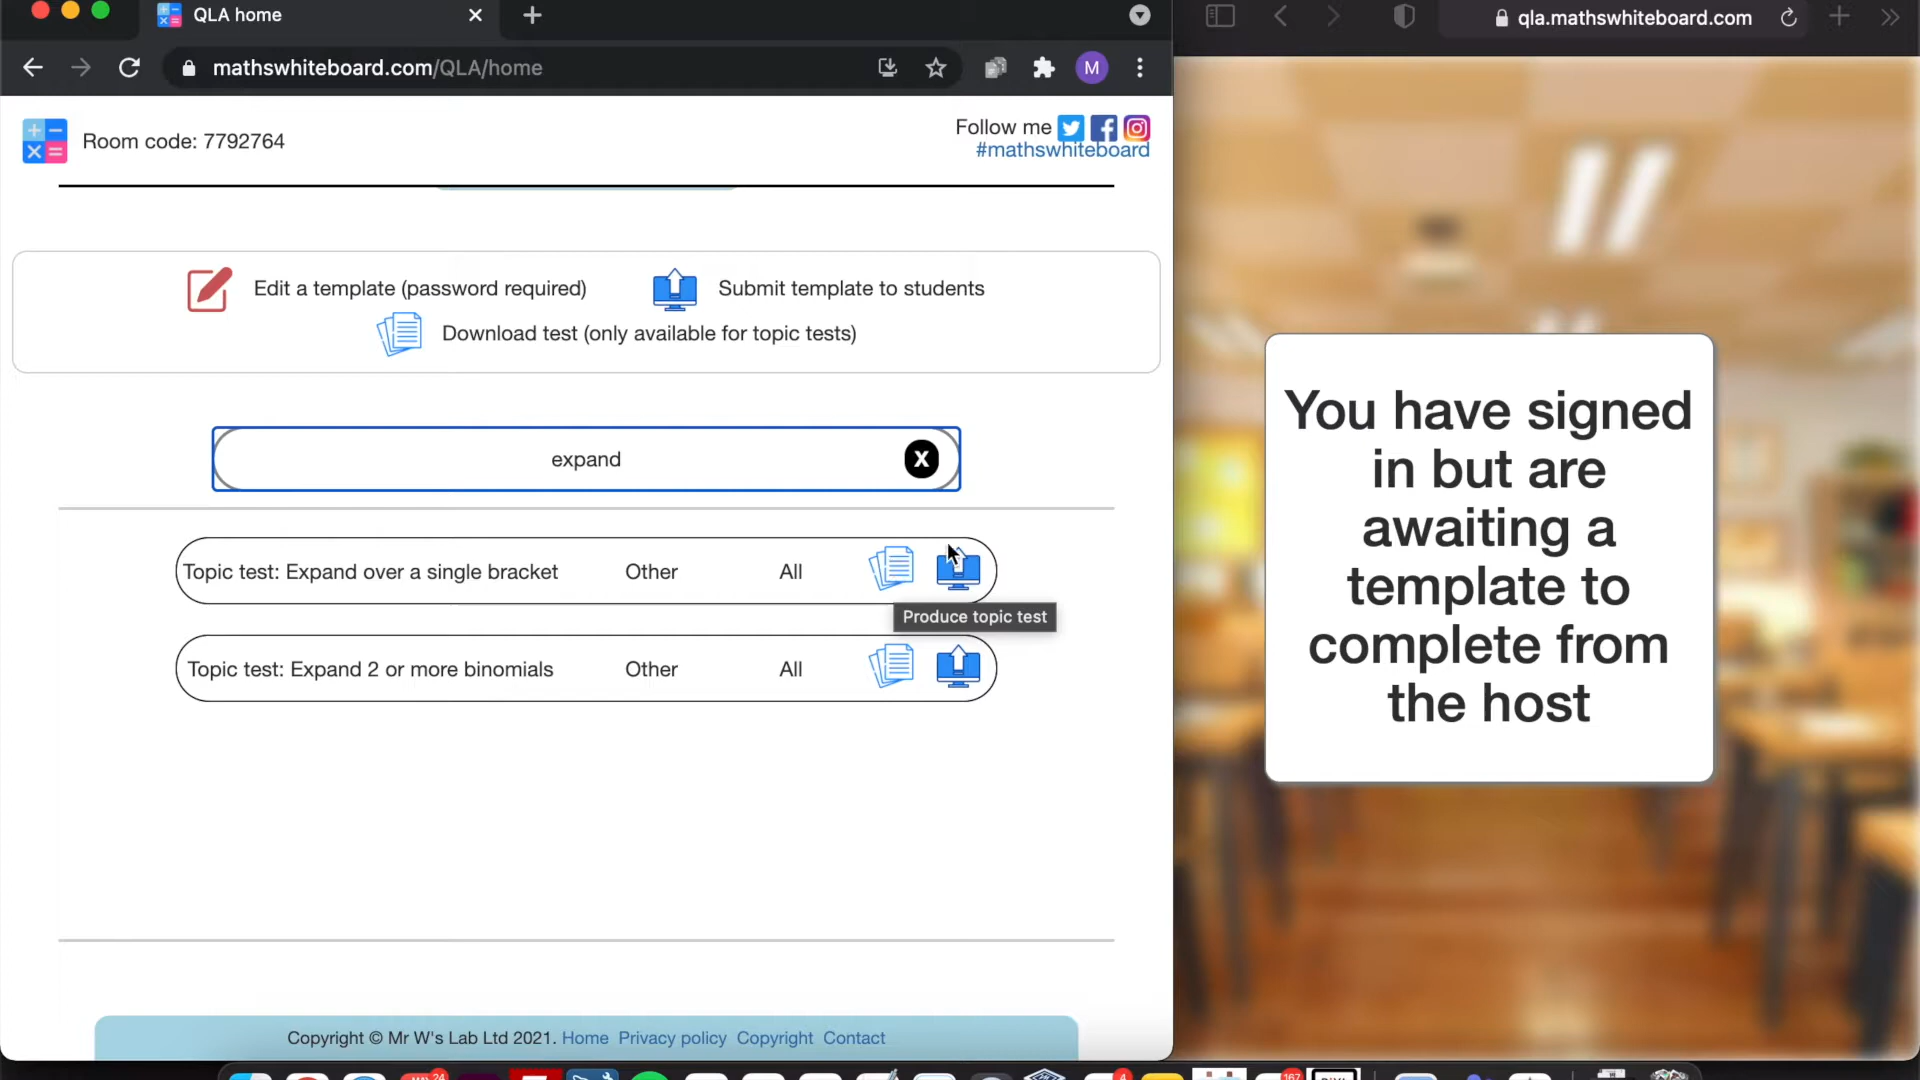 QLA home
mathswhiteboard.com/QLA/home
M
qla.mathswhiteboard.com
Room code: 7792764
Follow me
#mathswhiteboard
Edit a template (password required)
Submit template to students
Download test (only available for topic tests)
expand
X
Topic test: Expand over a single bracket Other All
Produce topic test
Topic test: Expand 2 or more binomials Other All
You have signed
in but are
awaiting a
template to
complete from
the host
Copyright © Mr W's Lab Ltd 2021. Home Privacy policy Copyright Contact
24
4
167